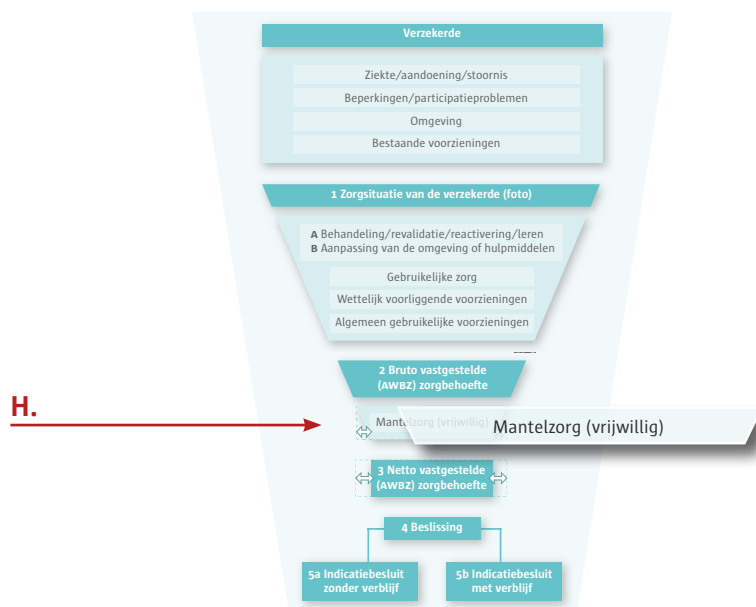 Verzekerde
Ziekte/aandoening/stoornis
Beperkingen/participatieproblemen
Omgeving
Bestaande voorzieningen
1 Zorgsituatie van de verzekerde (foto)
A Behandeling/revalidatie/reactivering/leren
B Aanpassing van de omgeving of hulpmiddelen
Gebruikelijke zorg
Wettelijk voorliggende voorzieningen
Algemeen gebruikelijke voorzieningen
2 Bruto vastgestelde
(AWBZ) zorgbehoefte
H.
Mantelzorg (vrijwillig)
Mantelzorg (vrijwillig)
3 Netto vastgestelde
(AWBZ) zorgbehoefte
4 Beslissing
5a Indicatiebesluit
zonder verblijf
5b Indicatiebesluit
met verblijf